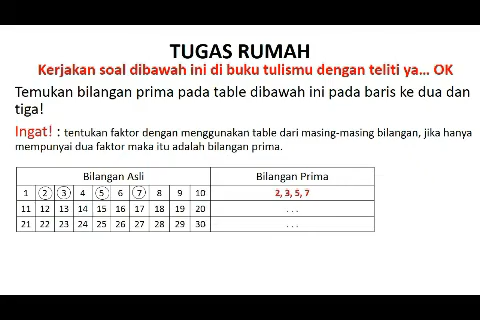 TUGAS RUMAH
Kerjakan soal dibawah ini di buku tulismu dengan teliti ya... OK
Temukan bilangan prima pada table dibawah ini pada baris ke dua dan
tiga!
Ingat! : tentukan faktor dengan menggunakan table dari masing-masing bilangan, jika hanya
mempunyai dua faktor maka itu adalah bilangan prima.
Bilangan Asli Bilangan Prima
1 2 3 4 5 6 7 8 9 10 2, 3, 5, 7
11 12 13 14 15 16 17 18 19 20 ...
21 22 23 24 25 26 27 28 29 30 ...